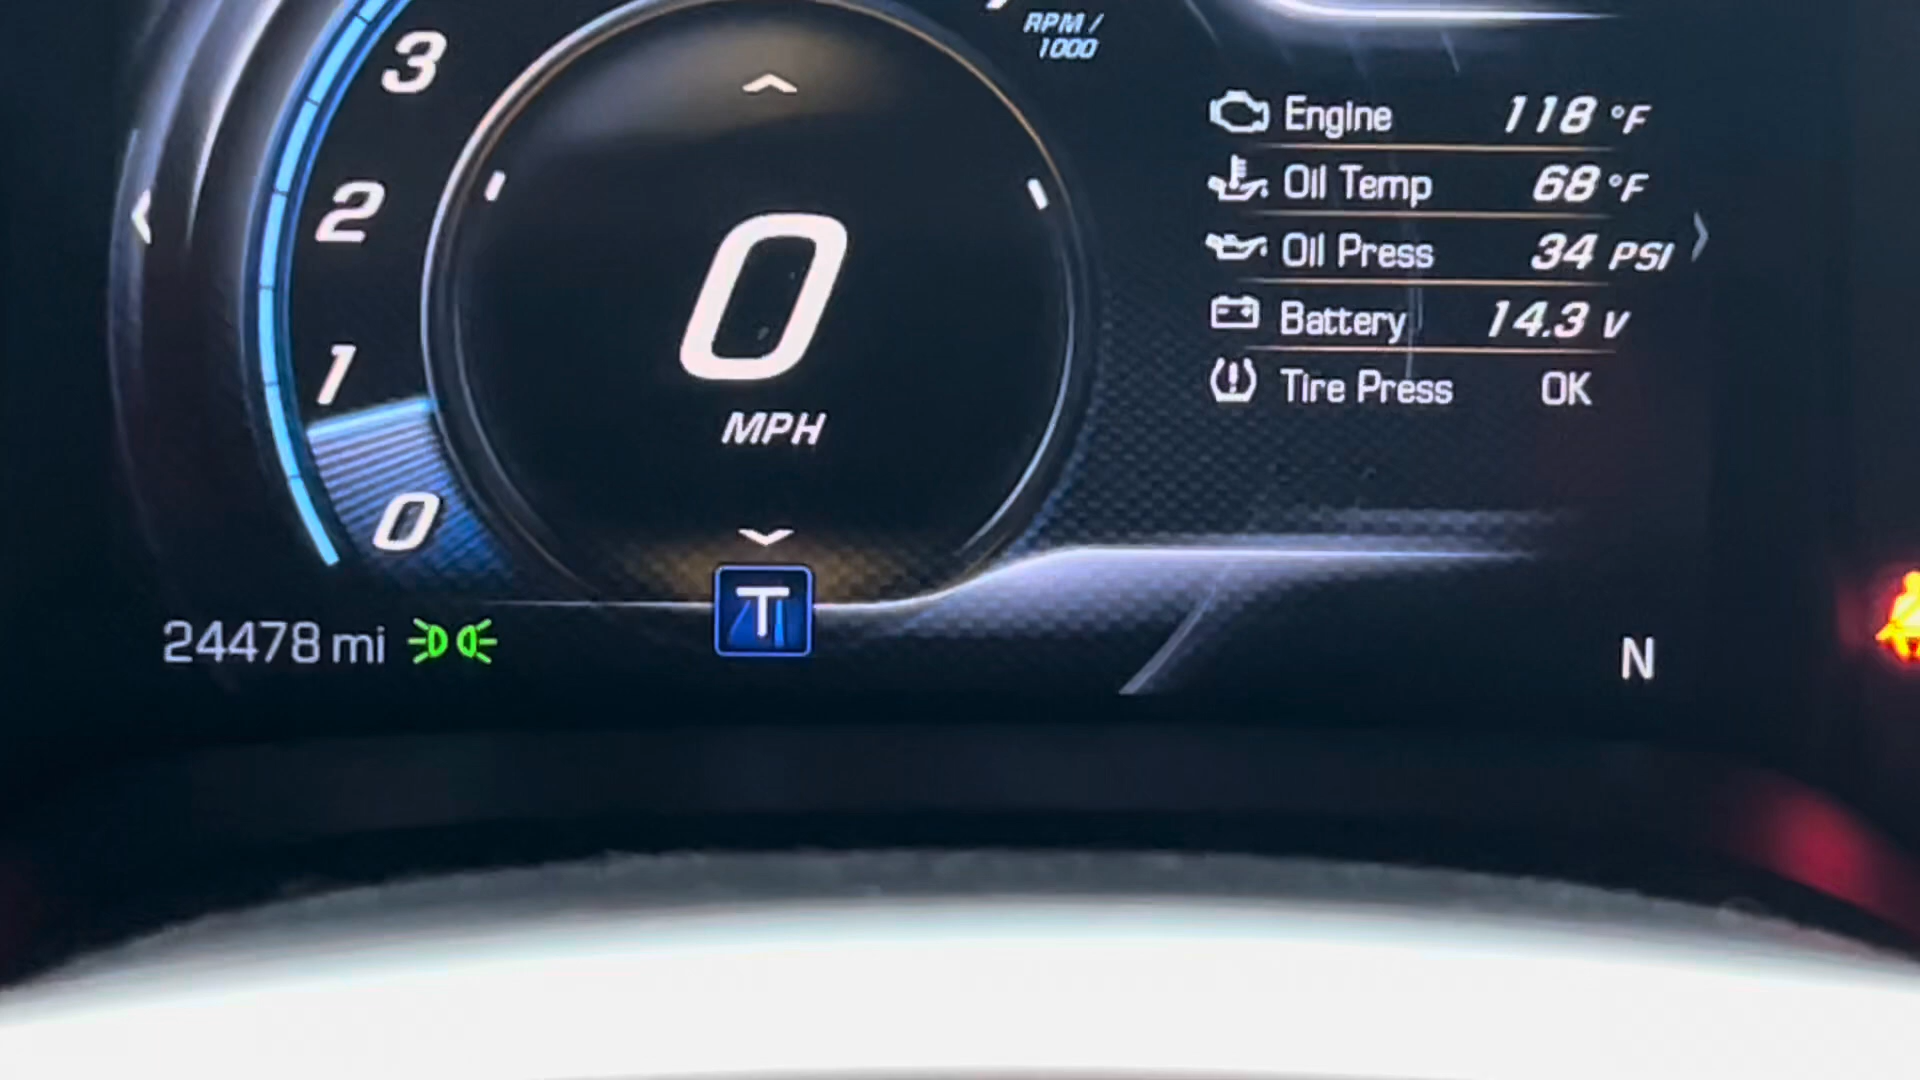 3
RPM /
1000
2
1
0
0
MPH
Engine 118 °F
Oil Temp 68 °F
Oil Press 34 PSI
Battery 14.3 V
Tire Press OK
T
24478 mi
N